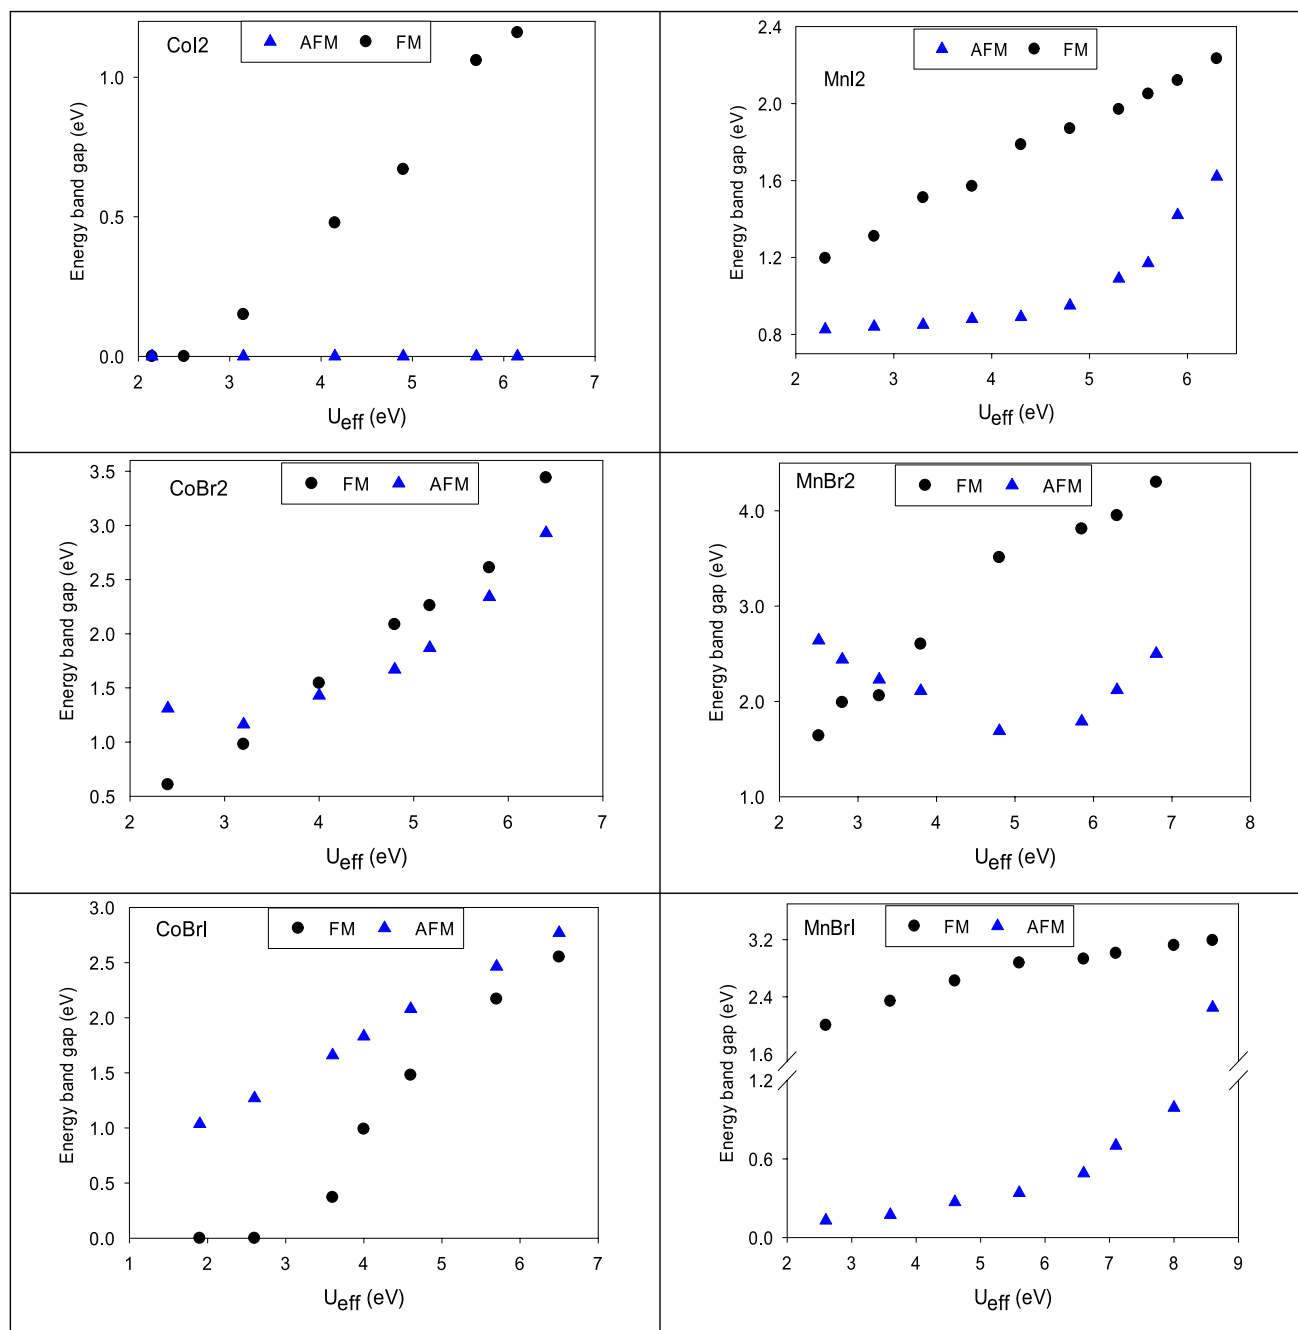 CoI2
AFM FM
Energy band gap (eV)
1.0
0.5
0.0
2 3 4 5 6 7
Ueff (eV)
MnI2
AFM FM
Energy band gap (eV)
2.4
2.0
1.6
1.2
0.8
2 3 4 5 6
Ueff (eV)
CoBr2
FM AFM
Energy band gap (eV)
3.5
3.0
2.5
2.0
1.5
1.0
0.5
2 3 4 5 6 7
Ueff (eV)
MnBr2
FM AFM
Energy band gap (eV)
4.0
3.0
2.0
1.0
2 3 4 5 6 7 8
Ueff (eV)
CoBrI
FM AFM
Energy band gap (eV)
3.0
2.5
2.0
1.5
1.0
0.5
0.0
1 2 3 4 5 6 7
Ueff (eV)
MnBrI
FM AFM
Energy band gap (eV)
3.2
2.4
1.6
1.2
0.6
0.0
2 3 4 5 6 7 8 9
Ueff (eV)